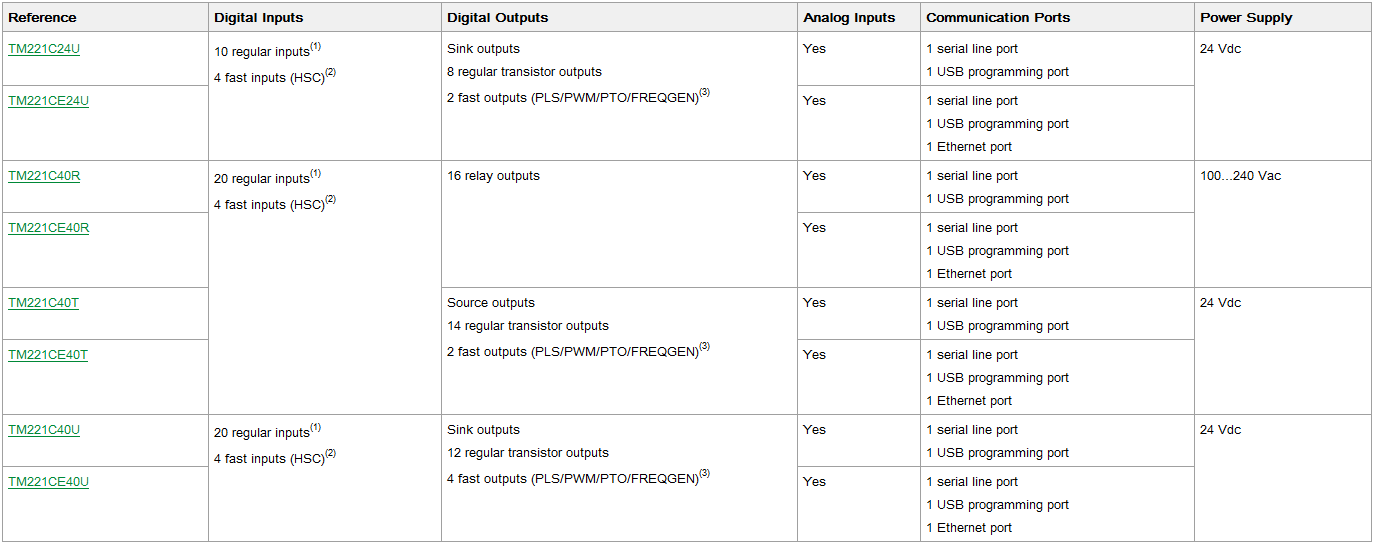 Reference Digital Inputs Digital Outputs Analog Inputs Communication Ports Power Supply
TM221C24U 10 regular inputs(1) Sink outputs Yes 1 serial line port 24 Vdc
4 fast inputs (HSC)(2) 8 regular transistor outputs 1 USB programming port
2 fast outputs (PLS/PWM/PTO/FREQGEN)(3)
TM221CE24U Yes 1 serial line port
1 USB programming port
1 Ethernet port
TM221C40R 20 regular inputs(1) 16 relay outputs Yes 1 serial line port 100...240 Vac
4 fast inputs (HSC)(2) 1 USB programming port
TM221CE40R Yes 1 serial line port
1 USB programming port
1 Ethernet port
TM221C40T Source outputs Yes 1 serial line port 24 Vdc
14 regular transistor outputs 1 USB programming port
2 fast outputs (PLS/PWM/PTO/FREQGEN)(3)
TM221CE40T Yes 1 serial line port
1 USB programming port
1 Ethernet port
TM221C40U 20 regular inputs(1) Sink outputs Yes 1 serial line port 24 Vdc
4 fast inputs (HSC)(2) 12 regular transistor outputs 1 USB programming port
4 fast outputs (PLS/PWM/PTO/FREQGEN)(3)
TM221CE40U Yes 1 serial line port
1 USB programming port
1 Ethernet port